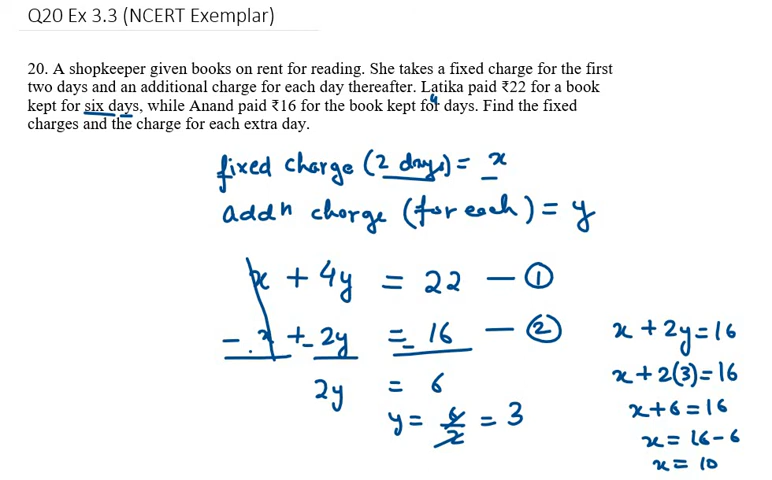 Q20 Ex 3.3 (NCERT Exemplar)
20. A shopkeeper given books on rent for reading. She takes a fixed charge for the first
two days and an additional charge for each day thereafter. Latika paid ₹22 for a book
kept for six days, while Anand paid ₹16 for the book kept for 4 days. Find the fixed
charges and the charge for each extra day.
fixed charge (2 days) = x
addn charge (for each) = y
x + 4y = 22 — ①
- x + - 2y = - 16 — ②
2y = 6
y = 6/2 = 3
x + 2y = 16
x + 2(3) = 16
x + 6 = 16
x = 16 - 6
x = 10